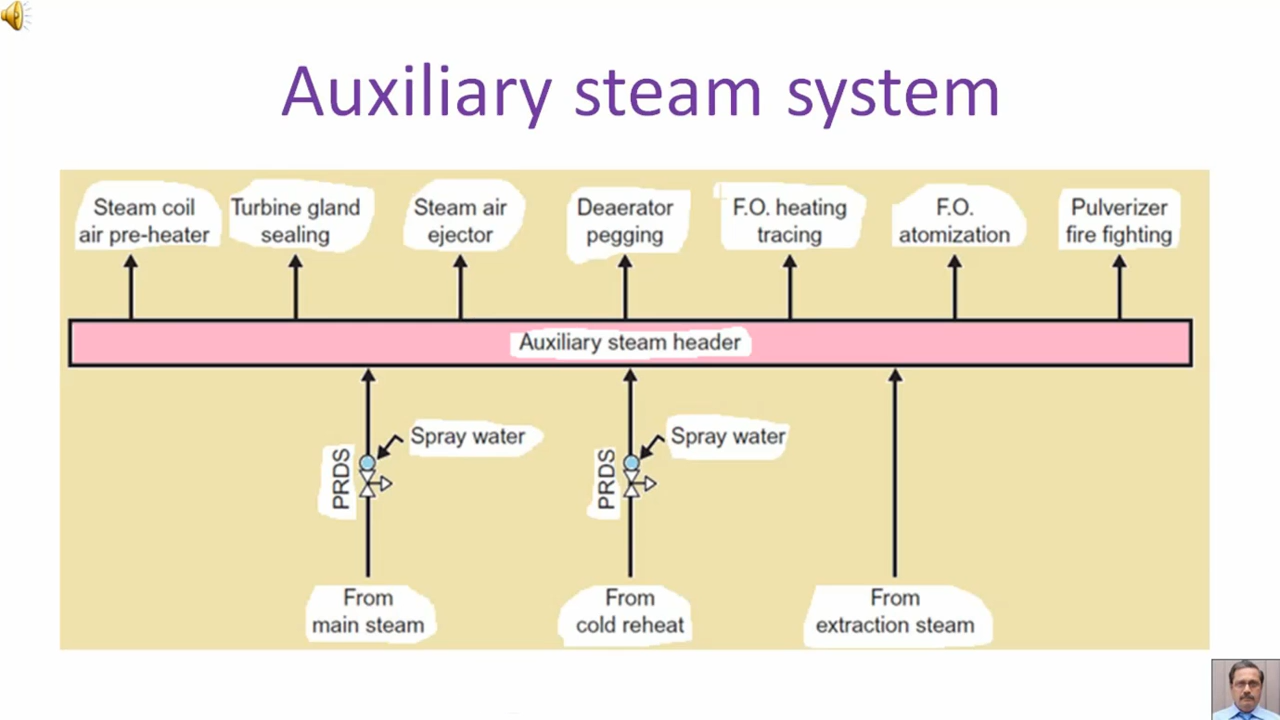 Auxiliary steam system
Steam coil
air pre-heater
Turbine gland
sealing
Steam air
ejector
Deaerator
pegging
F.O. heating
tracing
F.O.
atomization
Pulverizer
fire fighting
Auxiliary steam header
PRDS
Spray water
PRDS
Spray water
From
main steam
From
cold reheat
From
extraction steam